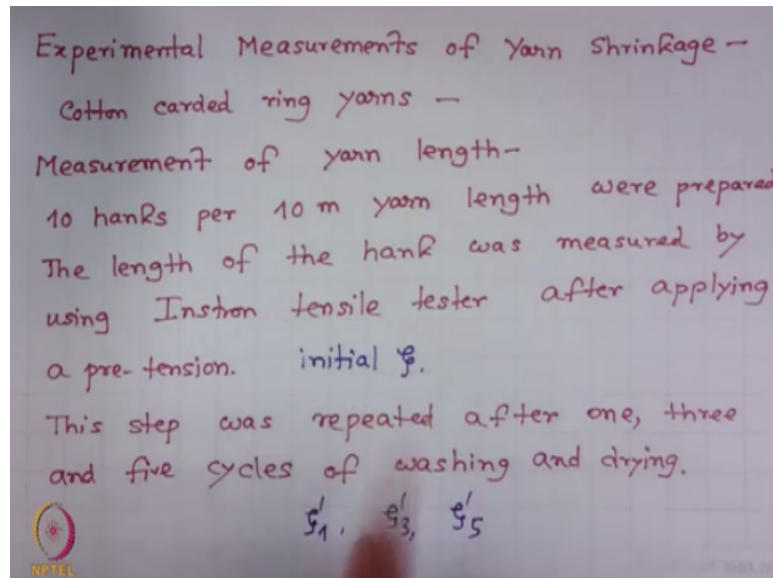 Experimental Measurements of Yarn Shrinkage -
Cotton carded ring yarns -
Measurement of yarn length-
10 hanks per 10 m yarn length were prepared
The length of the hank was measured by
using Instron tensile tester after applying
a pre-tension. initial ξ.
This step was repeated after one, three
and five cycles of washing and drying.
ξ'1, ξ'3, ξ'5
NPTEL